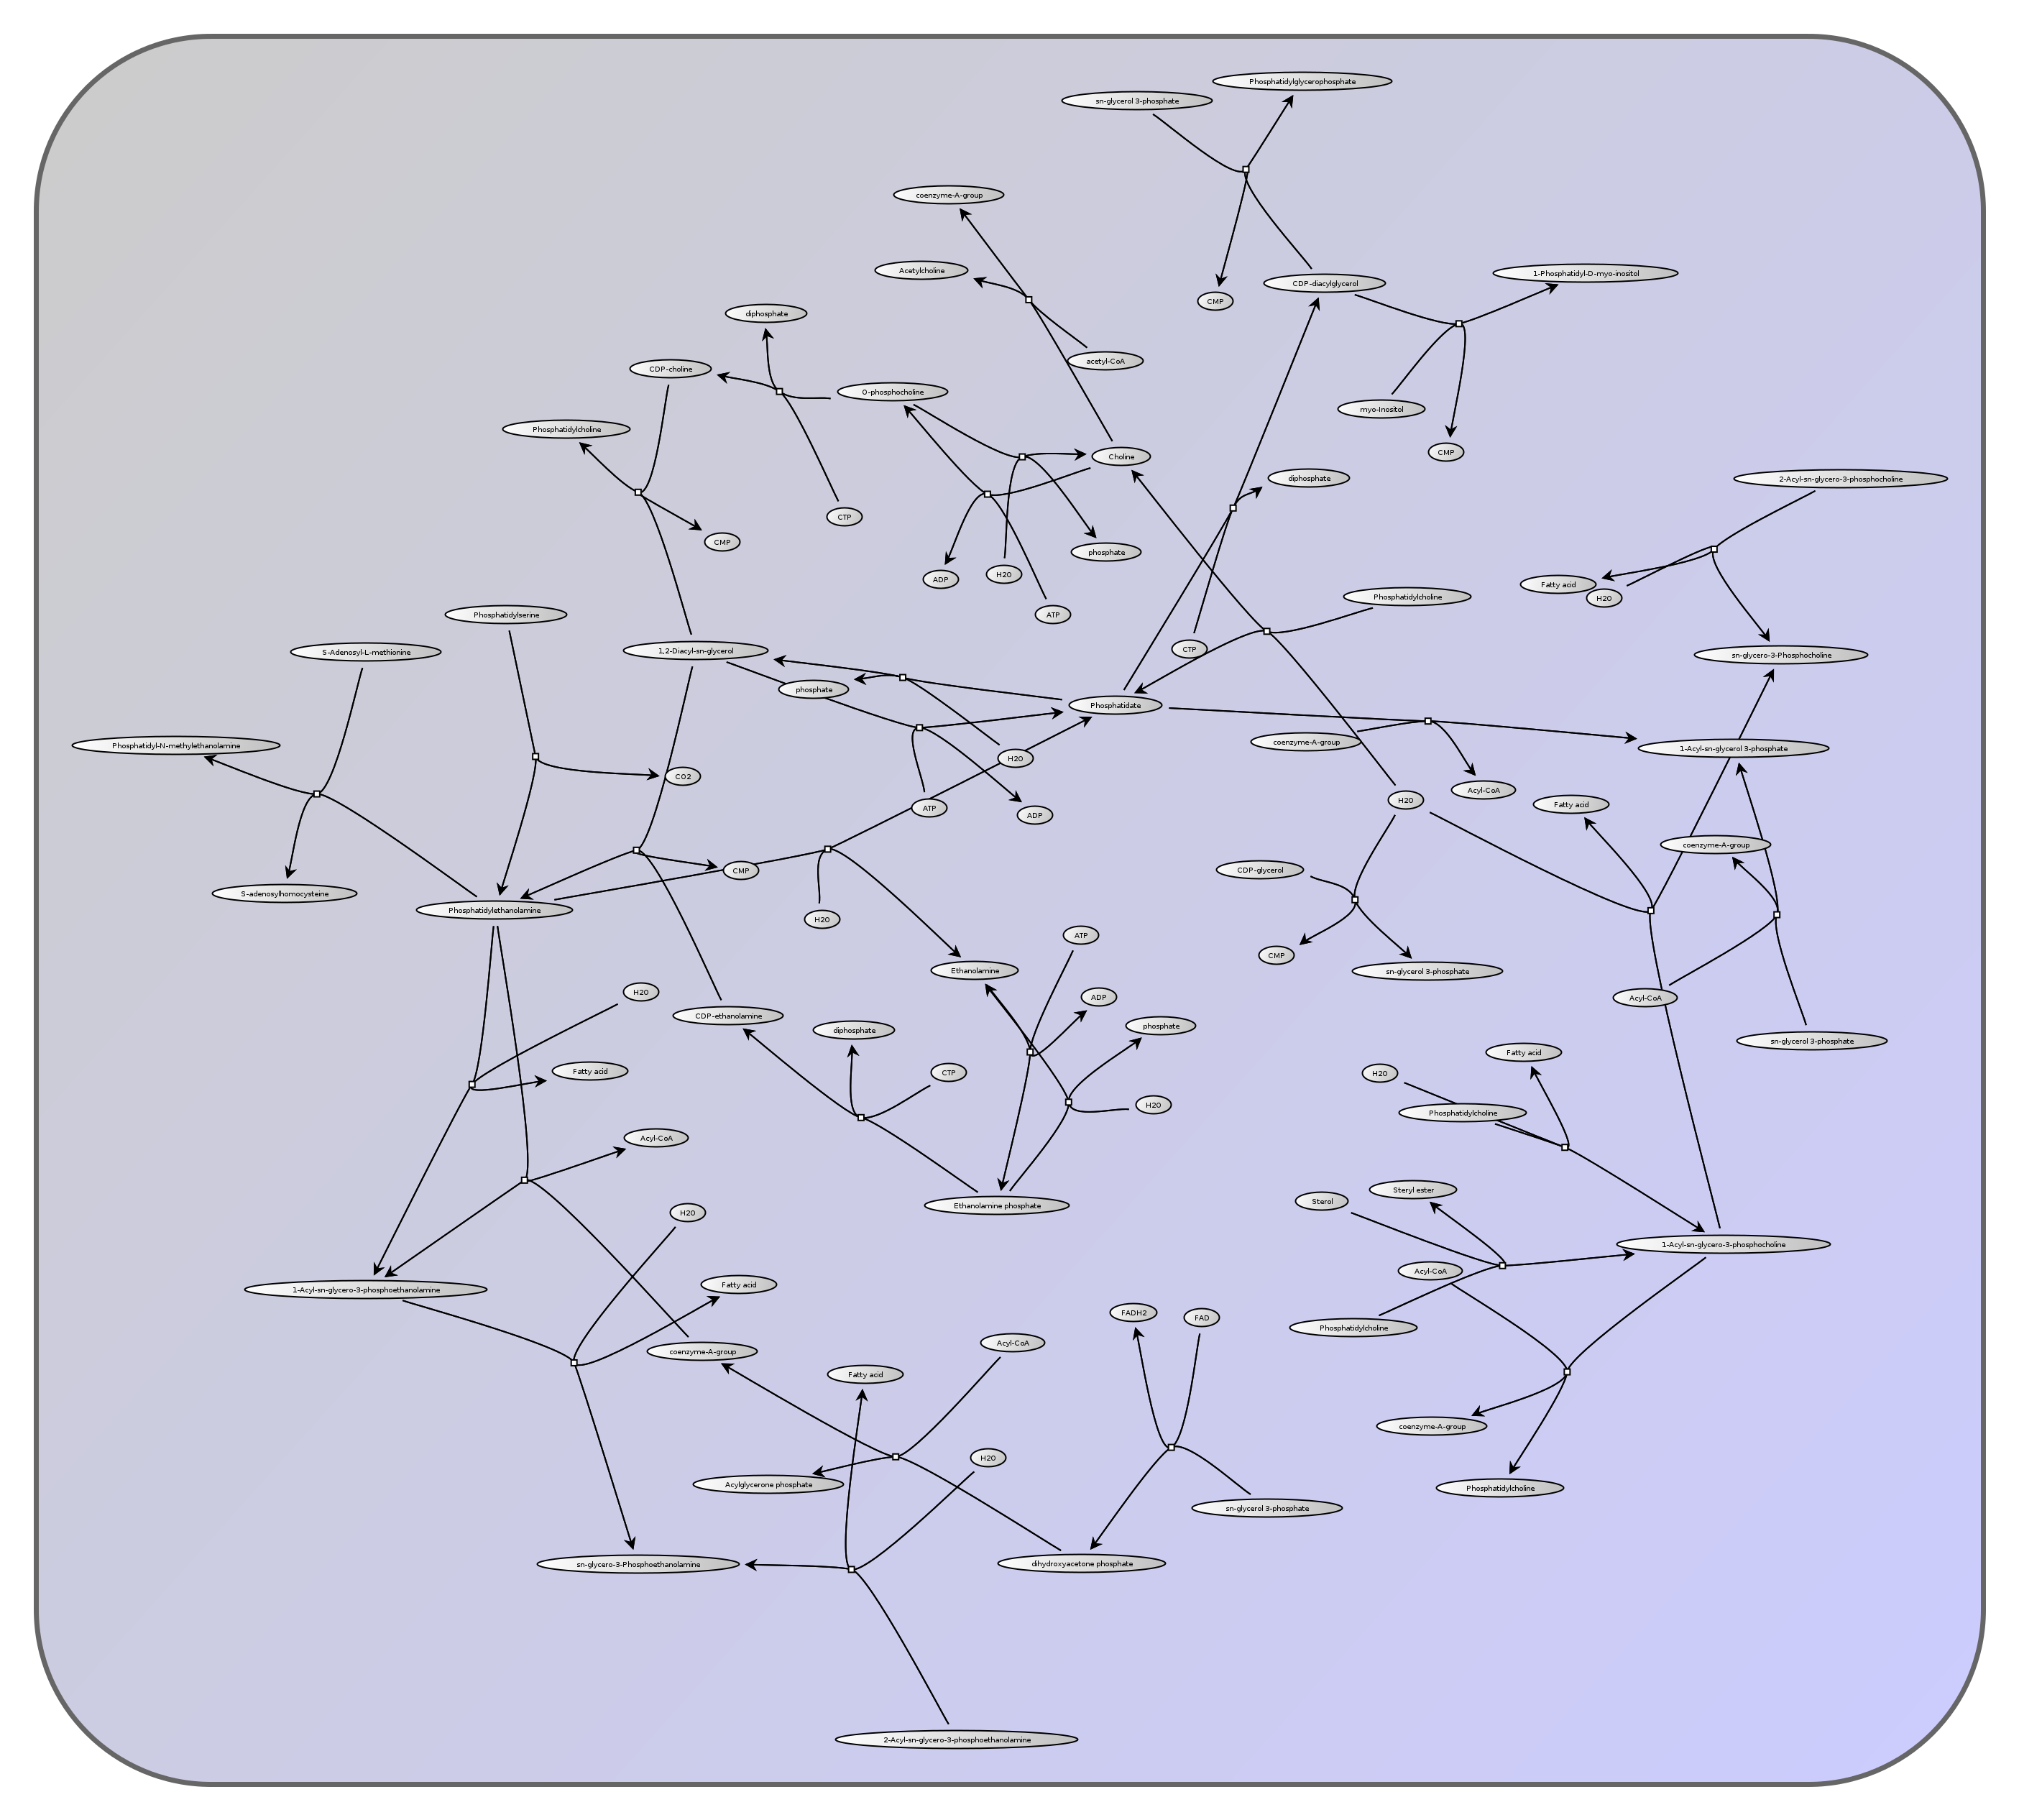 Phosphatidylglycerophosphate
sn-glycerol 3-phosphate
coenzyme-A-group
Acetylcholine
CDP-diacylglycerol
1-Phosphatidyl-D-myo-inositol
CMP
diphosphate
acetyl-CoA
CDP-choline
O-phosphocholine
myo-Inositol
Phosphatidylcholine
Choline
CMP
diphosphate
2-Acyl-sn-glycero-3-phosphocholine
CTP
CMP
phosphate
ADP
H2O
Fatty acid
H2O
Phosphatidylcholine
Phosphatidylserine
ATP
S-Adenosyl-L-methionine
1,2-Diacyl-sn-glycerol
CTP
sn-glycero-3-Phosphocholine
phosphate
Phosphatidate
Phosphatidyl-N-methylethanolamine
coenzyme-A-group
1-Acyl-sn-glycerol 3-phosphate
H2O
CO2
Acyl-CoA
ATP
ADP
H2O
Fatty acid
coenzyme-A-group
CMP
CDP-glycerol
S-adenosylhomocysteine
Phosphatidylethanolamine
H2O
ATP
CMP
Ethanolamine
sn-glycerol 3-phosphate
H2O
ADP
Acyl-CoA
CDP-ethanolamine
diphosphate
phosphate
sn-glycerol 3-phosphate
Fatty acid
Fatty acid
CTP
H2O
H2O
Phosphatidylcholine
Acyl-CoA
Steryl ester
Sterol
Ethanolamine phosphate
H2O
1-Acyl-sn-glycero-3-phosphocholine
Acyl-CoA
1-Acyl-sn-glycero-3-phosphoethanolamine
Fatty acid
FADH2
FAD
Phosphatidylcholine
coenzyme-A-group
Acyl-CoA
Fatty acid
coenzyme-A-group
Acylglycerone phosphate
H2O
Phosphatidylcholine
sn-glycerol 3-phosphate
sn-glycero-3-Phosphoethanolamine
dihydroxyacetone phosphate
2-Acyl-sn-glycero-3-phosphoethanolamine